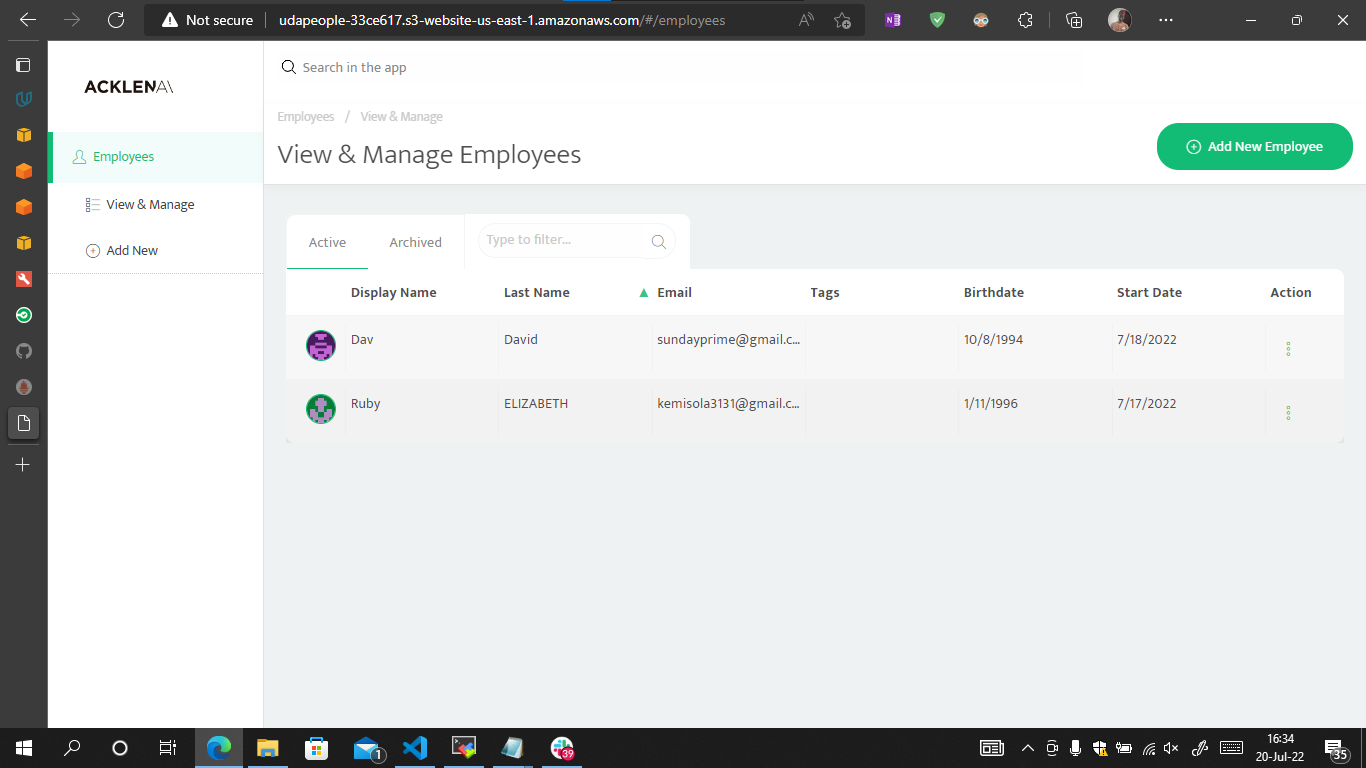 Not secure udapeople-33ce617.s3-website-us-east-1.amazonaws.com/#/employees
ACKLENAI
Search in the app
Employees / View & Manage
View & Manage Employees
Add New Employee
Employees
View & Manage
Add New
Active Archived Type to filter...
Display Name Last Name ▲ Email Tags Birthdate Start Date Action
Dav David sundayprime@gmail.c... 10/8/1994 7/18/2022
Ruby ELIZABETH kemisola3131@gmail.c... 1/11/1996 7/17/2022
1
39
16:34
20-Jul-22
35